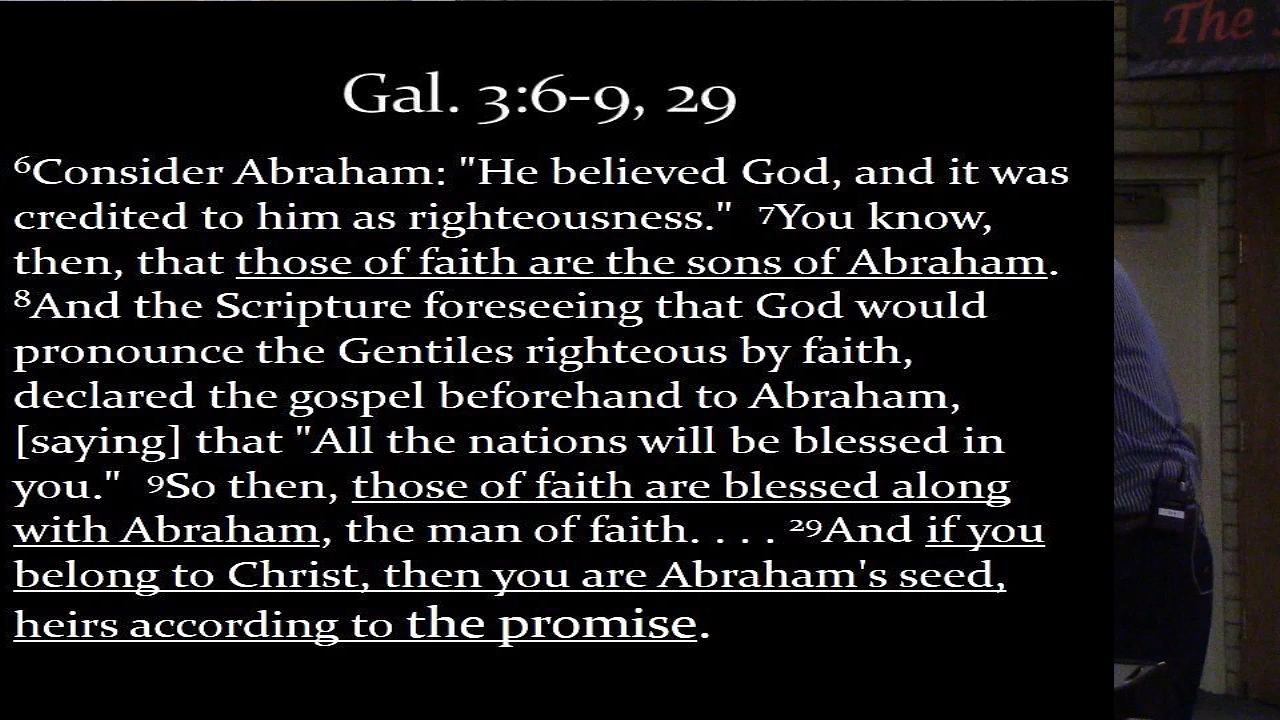 Gal. 3:6-9, 29
⁶Consider Abraham: "He believed God, and it was
credited to him as righteousness." ⁷You know,
then, that those of faith are the sons of Abraham.
⁸And the Scripture foreseeing that God would
pronounce the Gentiles righteous by faith,
declared the gospel beforehand to Abraham,
[saying] that "All the nations will be blessed in
you." ⁹So then, those of faith are blessed along
with Abraham, the man of faith. . . . ²⁹And if you
belong to Christ, then you are Abraham's seed,
heirs according to the promise.
The